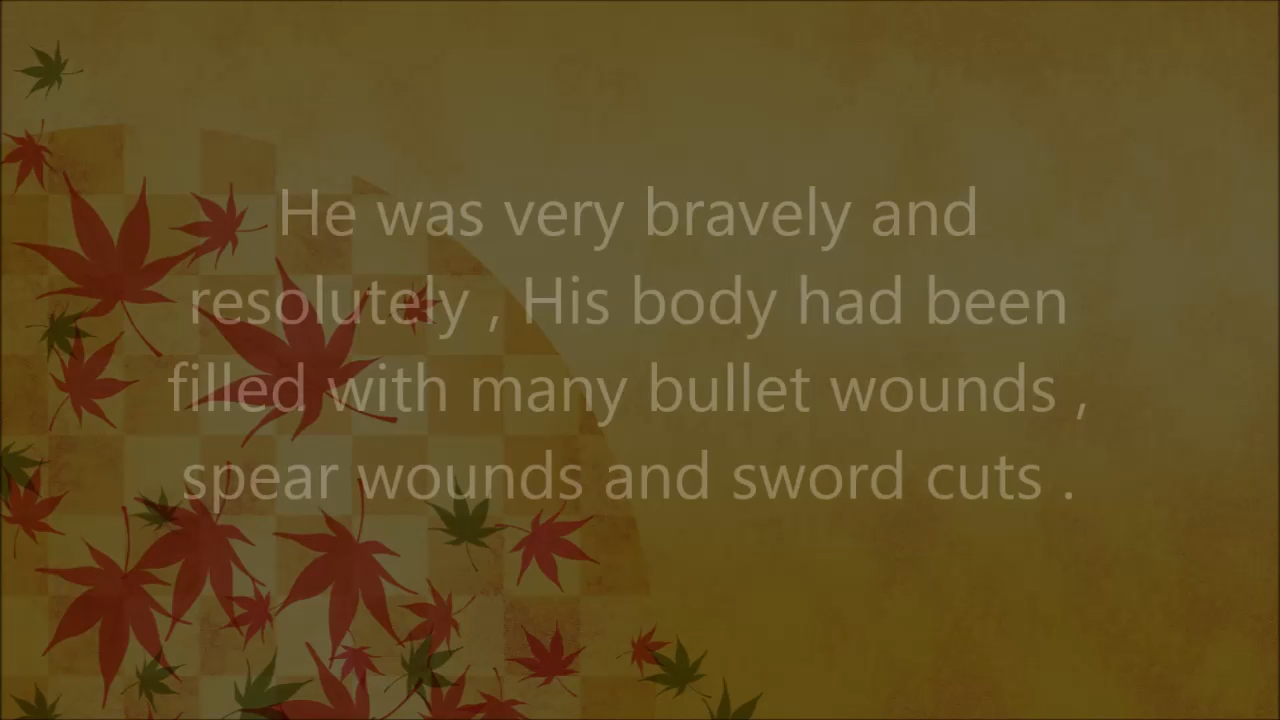 He was very bravely and
resolutely , His body had been
filled with many bullet wounds ,
spear wounds and sword cuts .